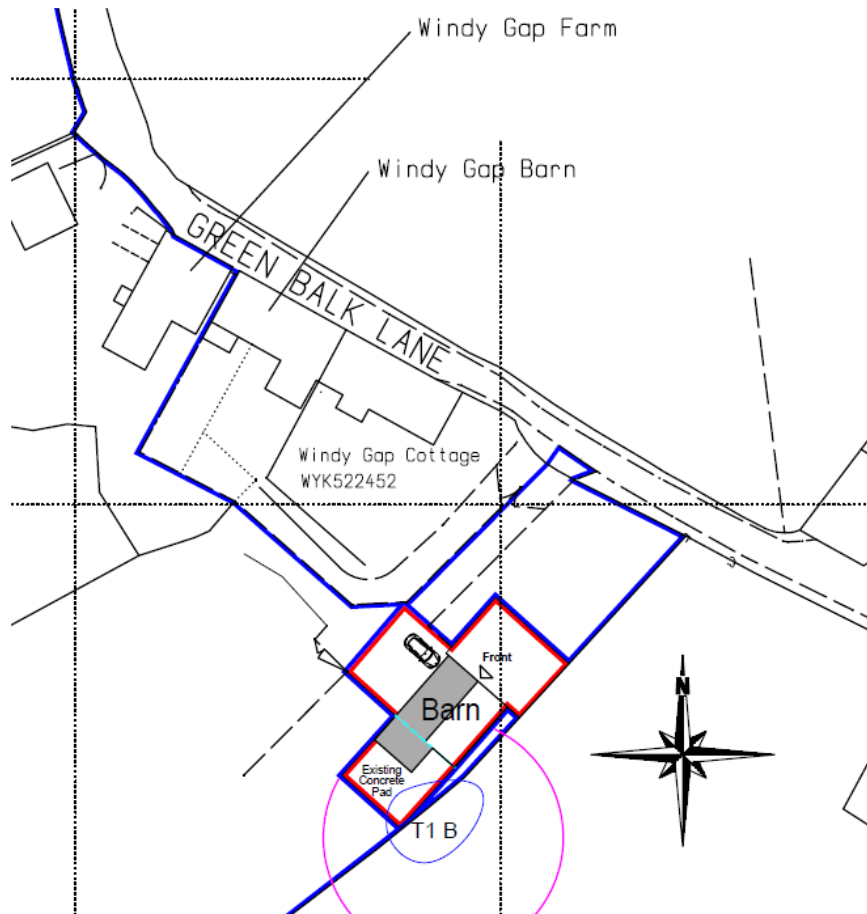 Windy Gap Farm
Windy Gap Barn
GREEN BALK LANE
Windy Gap Cottage
WYK522452
Front
Barn
Existing
Concrete
Pad
T1 B
N